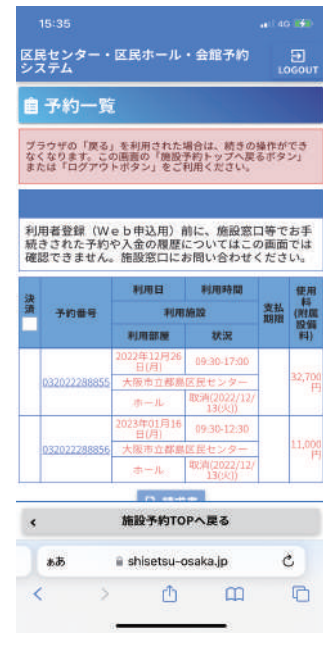 15:35
4G
区民センター・区民ホール・会館予約
システム
LOGOUT
予約一覧
ブラウザの「戻る」を利用された場合は、続きの操作ができ
なくなります。この画面の「施設予約トップへ戻るボタン」
または「ログアウトボタン」をご利用ください。
利用者登録（Ｗｅｂ申込用）前に、施設窓口等でお手
続きされた予約や入金の履歴についてはこの画面では
確認できません。施設窓口にお問い合わせください。
決済
予約番号
利用日
利用時間
利用施設
利用部屋
状況
支払
期限
使用
料
(附属
設備
料)
032022288855
2022年12月26
日(月)
09:30-17:00
大阪市立都島区民センター
ホール
取消(2022/12/
13(火))
32,700
円
032022288856
2023年01月16
日(月)
09:30-12:30
大阪市立都島区民センター
ホール
取消(2022/12/
13(火))
11,000
円
施設予約TOPへ戻る
ぁあ
shisetsu-osaka.jp